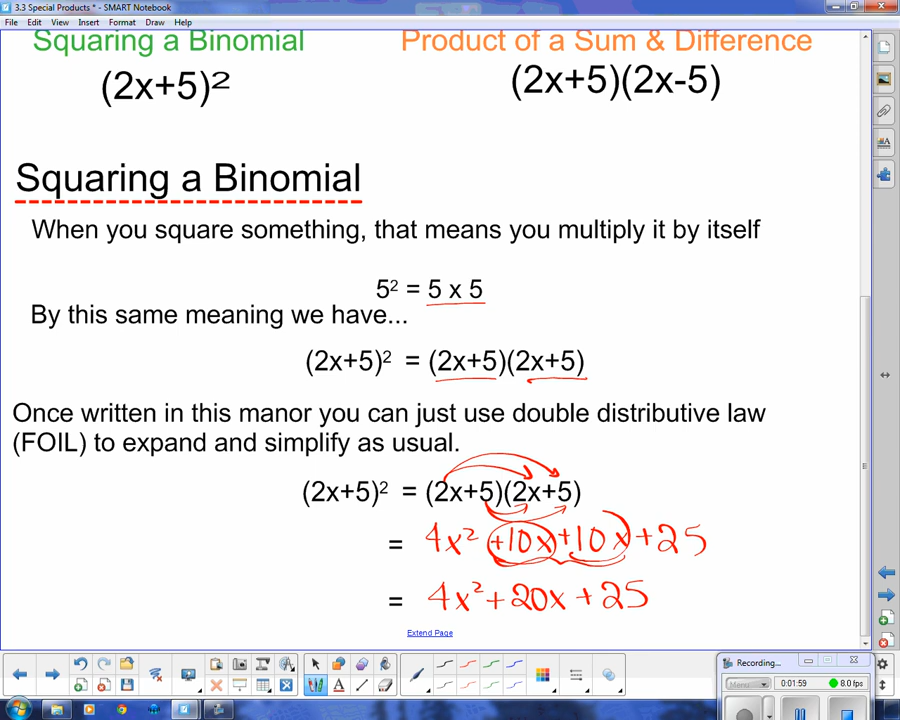 3.3 Special Products * - SMART Notebook
File Edit View Insert Format Draw Help
Squaring a Binomial
Product of a Sum & Difference
(2x+5)²
(2x+5)(2x-5)
Squaring a Binomial
When you square something, that means you multiply it by itself
5² = 5 x 5
By this same meaning we have...
(2x+5)² = (2x+5)(2x+5)
Once written in this manor you can just use double distributive law
(FOIL) to expand and simplify as usual.
(2x+5)² = (2x+5)(2x+5)
= 4x² +10x+10x+25
= 4x²+20x+25
Extend Page
Recording...
Menu 0:01:59 8.0 fps